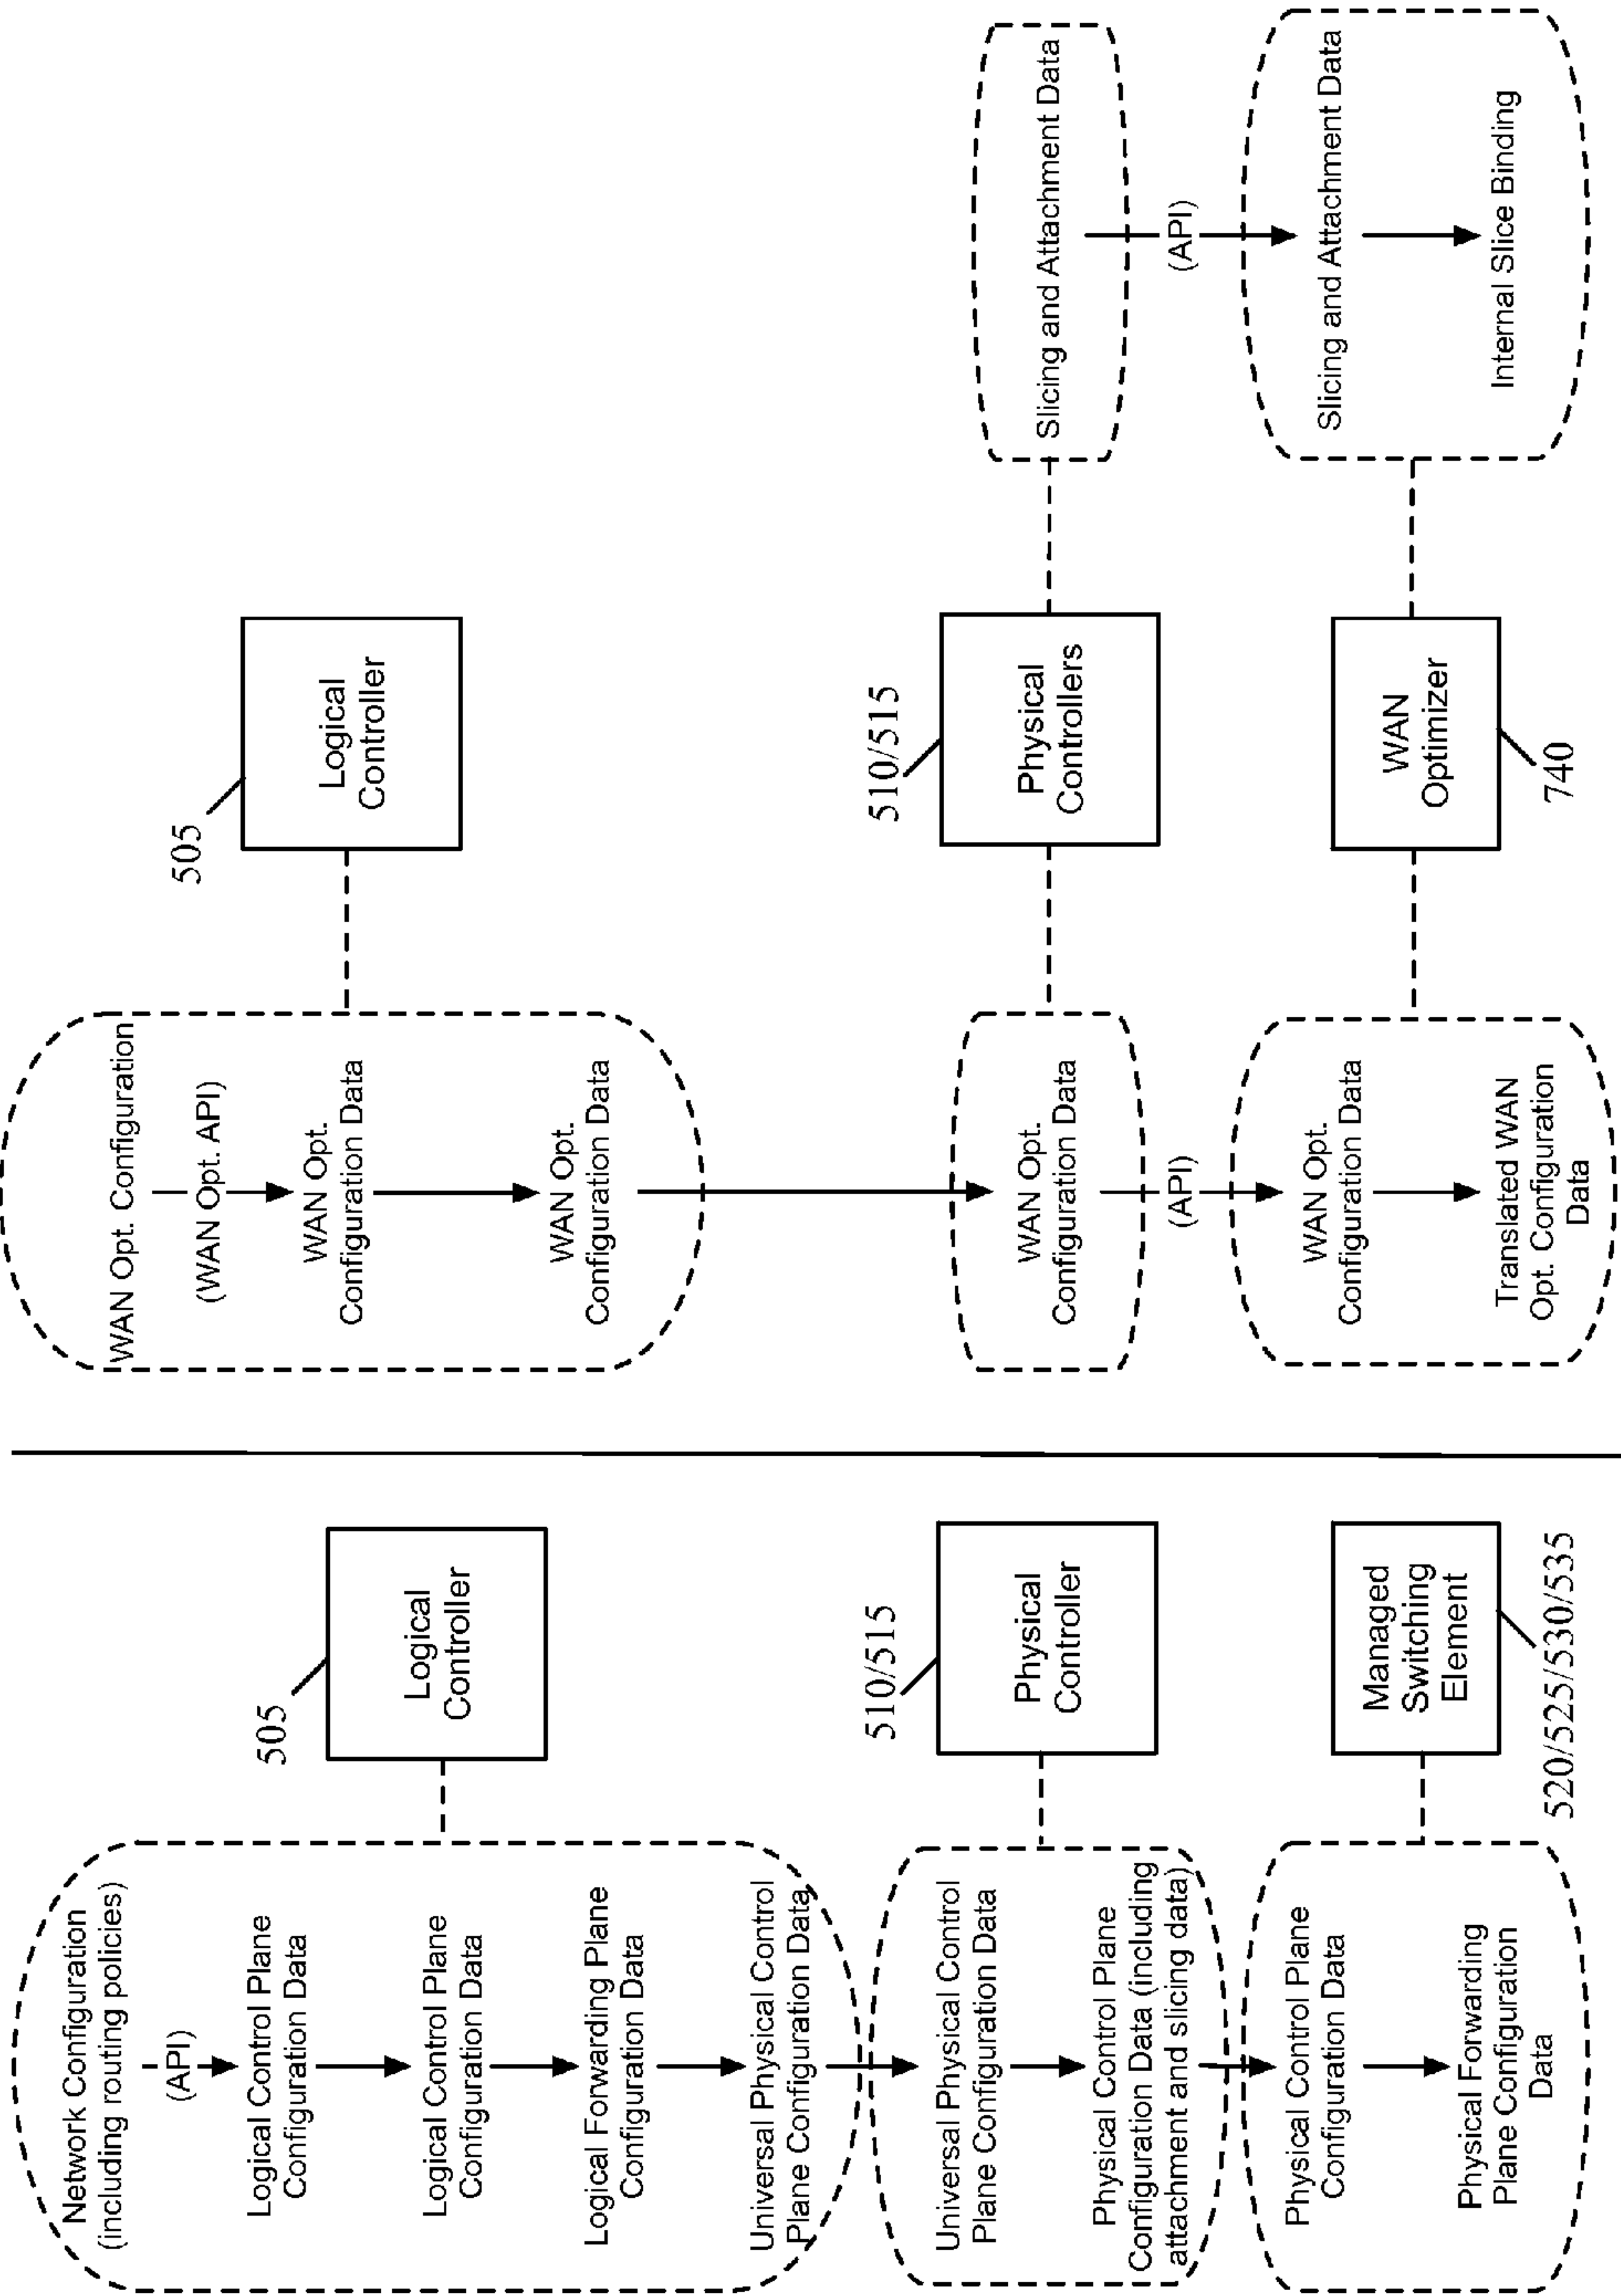 Network Configuration
(including routing policies)
(API)
Logical Control Plane
Configuration Data
Logical Control Plane
Configuration Data
Logical Forwarding Plane
Configuration Data
Universal Physical Control
Plane Configuration Data
505
Logical
Controller
Universal Physical Control
Plane Configuration Data
Physical Control Plane
Configuration Data (including
attachment and slicing data)
510/515
Physical
Controller
Physical Control Plane
Configuration Data
Physical Forwarding
Plane Configuration
Data
Managed
Switching
Element
520/525/530/535
WAN Opt. Configuration
(WAN Opt. API)
WAN Opt.
Configuration Data
WAN Opt.
Configuration Data
505
Logical
Controller
WAN Opt.
Configuration Data
(API)
510/515
Physical
Controllers
Slicing and Attachment Data
(API)
WAN Opt.
Configuration Data
Translated WAN
Opt. Configuration
Data
WAN
Optimizer
740
Slicing and Attachment Data
Internal Slice Binding